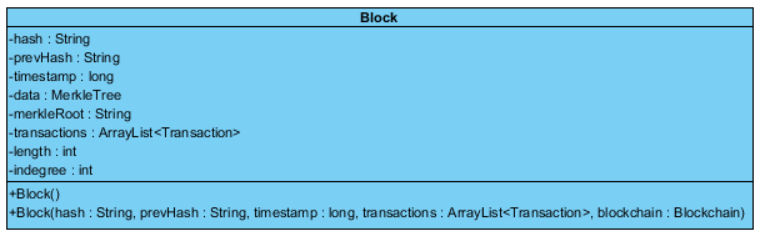 Block
-hash : String
-prevHash : String
-timestamp : long
-data : MerkleTree
-merkleRoot : String
-transactions : ArrayList<Transaction>
-length : int
-indegree : int
+Block()
+Block(hash : String, prevHash : String, timestamp : long, transactions : ArrayList<Transaction>, blockchain : Blockchain)